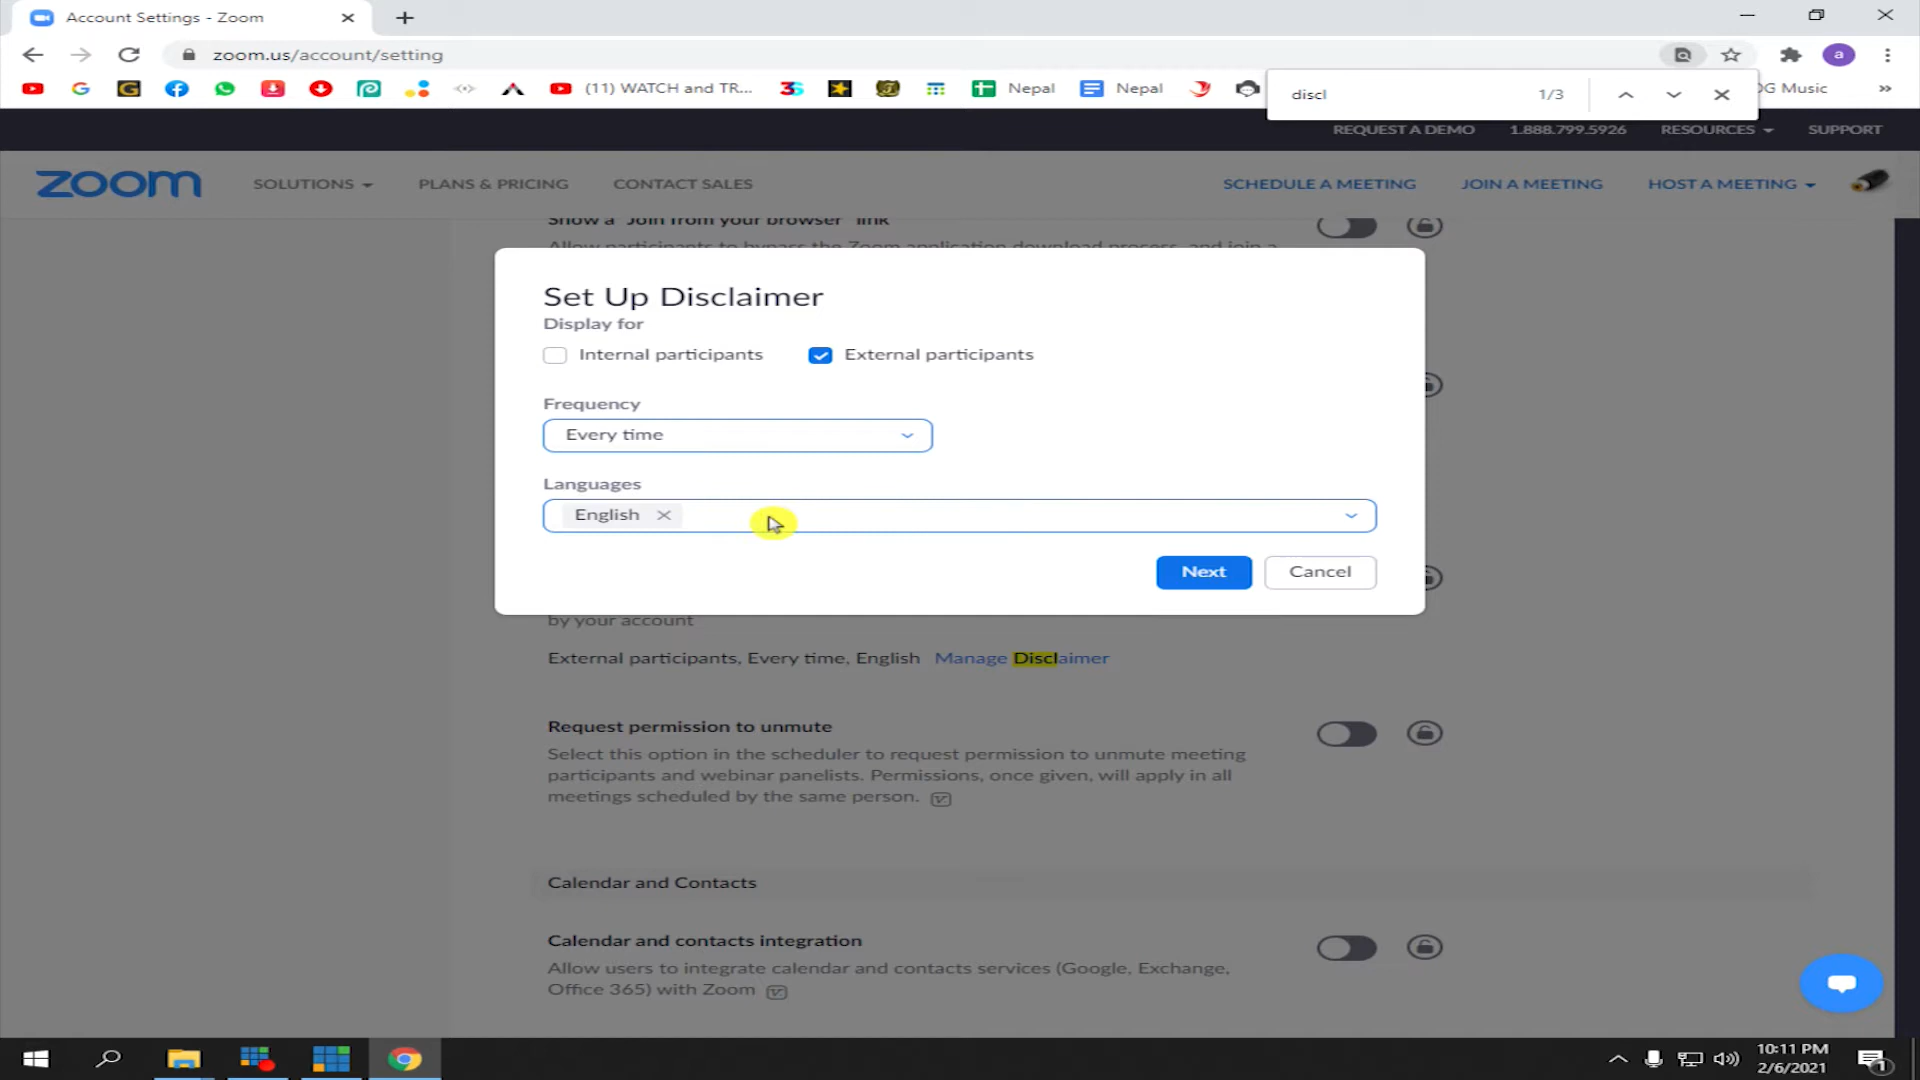 Account Settings - Zoom
zoom.us/account/setting
(11) WATCH and TR...
Nepal
Nepal
OG Music
discl
1/3
REQUEST A DEMO
1.888.799.5926
RESOURCES
SUPPORT
zoom
SOLUTIONS
PLANS & PRICING
CONTACT SALES
SCHEDULE A MEETING
JOIN A MEETING
HOST A MEETING
Show a "Join from your browser" link
Allow participants to bypass the Zoom application download process, and join a
Set Up Disclaimer
Display for
Internal participants
External participants
Frequency
Every time
Languages
English
Next
Cancel
by your account
External participants, Every time, English Manage Disclaimer
Request permission to unmute
Select this option in the scheduler to request permission to unmute meeting
participants and webinar panelists. Permissions, once given, will apply in all
meetings scheduled by the same person.
Calendar and Contacts
Calendar and contacts integration
Allow users to integrate calendar and contacts services (Google, Exchange,
Office 365) with Zoom
10:11 PM
2/6/2021